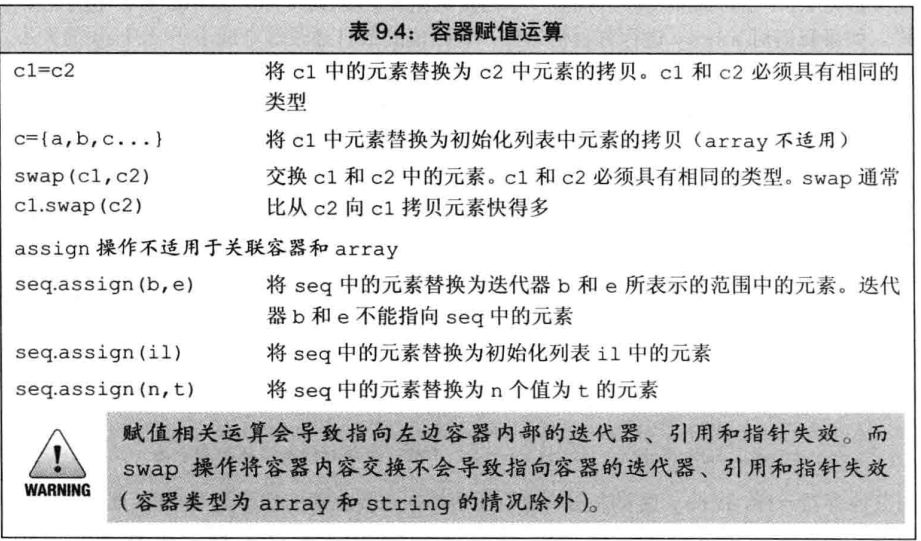 表 9.4：容器赋值运算
c1=c2 将 c1 中的元素替换为 c2 中元素的拷贝。c1 和 c2 必须具有相同的
类型
c={a,b,c...} 将 c1 中元素替换为初始化列表中元素的拷贝（array 不适用）
swap(c1,c2) 交换 c1 和 c2 中的元素。c1 和 c2 必须具有相同的类型。swap 通常
c1.swap(c2) 比从 c2 向 c1 拷贝元素快得多
assign 操作不适用于关联容器和 array
seq.assign(b,e) 将 seq 中的元素替换为迭代器 b 和 e 所表示的范围中的元素。迭代
器 b 和 e 不能指向 seq 中的元素
seq.assign(il) 将 seq 中的元素替换为初始化列表 il 中的元素
seq.assign(n,t) 将 seq 中的元素替换为 n 个值为 t 的元素
赋值相关运算会导致指向左边容器内部的迭代器、引用和指针失效。而
swap 操作将容器内容交换不会导致指向容器的迭代器、引用和指针失效
（容器类型为 array 和 string 的情况除外）。
WARNING